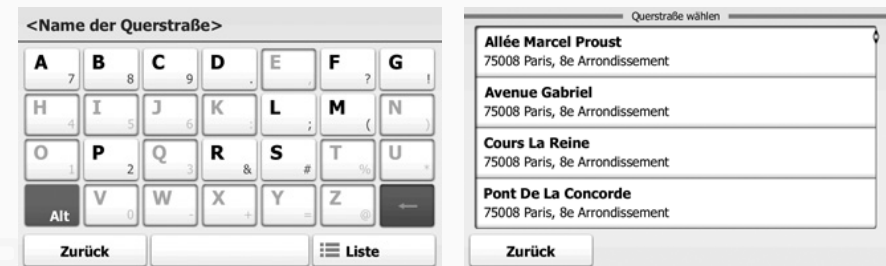 <Name der Querstraße>
A 7 B 8 C 9 D . E , F ? G !
H 4 I 5 J 6 K : L ; M ( N )
O 1 P 2 Q 3 R & S # T % U *
Alt V 0 W - X + Y = Z @ ←
Zurück Liste
Querstraße wählen
Allée Marcel Proust
75008 Paris, 8e Arrondissement
Avenue Gabriel
75008 Paris, 8e Arrondissement
Cours La Reine
75008 Paris, 8e Arrondissement
Pont De La Concorde
75008 Paris, 8e Arrondissement
Zurück